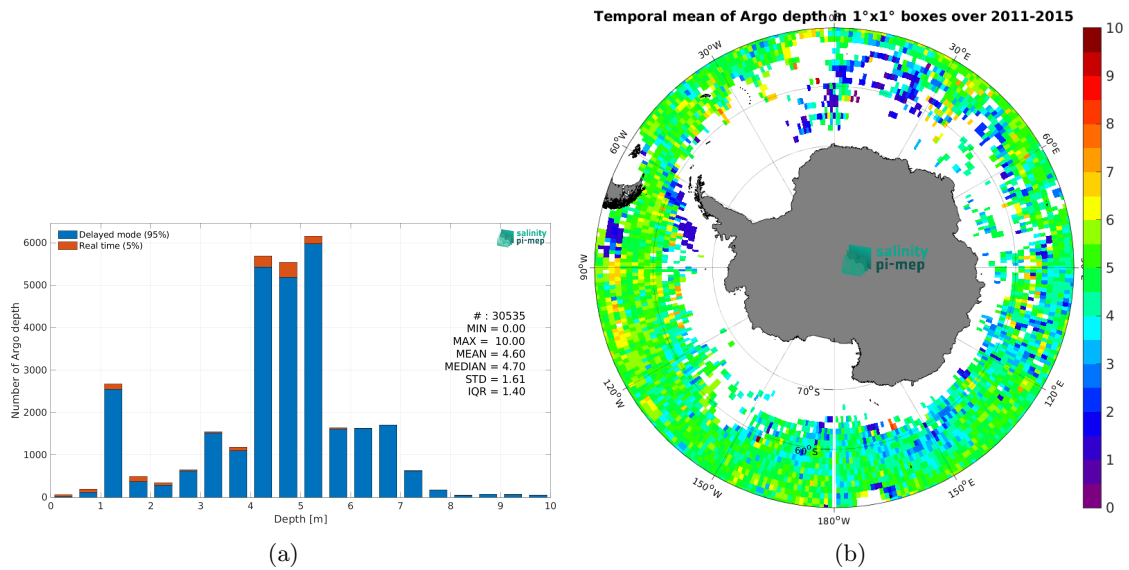 Temporal mean of Argo depth in 1°x1° boxes over 2011-2015
Delayed mode (95%)
Real time (5%)
salinity
pi-mep
# : 30535
MIN = 0.00
MAX = 10.00
MEAN = 4.60
MEDIAN = 4.70
STD = 1.61
IQR = 1.40
Number of Argo depth
6000
5000
4000
3000
2000
1000
0
0 1 2 3 4 5 6 7 8 9 10
Depth [m]
(a)
30°W
30°E
60°W
60°E
90°W
120°W
120°E
150°W
150°E
180°W
70°S
60°S
salinity
pi-mep
10
9
8
7
6
5
4
3
2
1
0
(b)